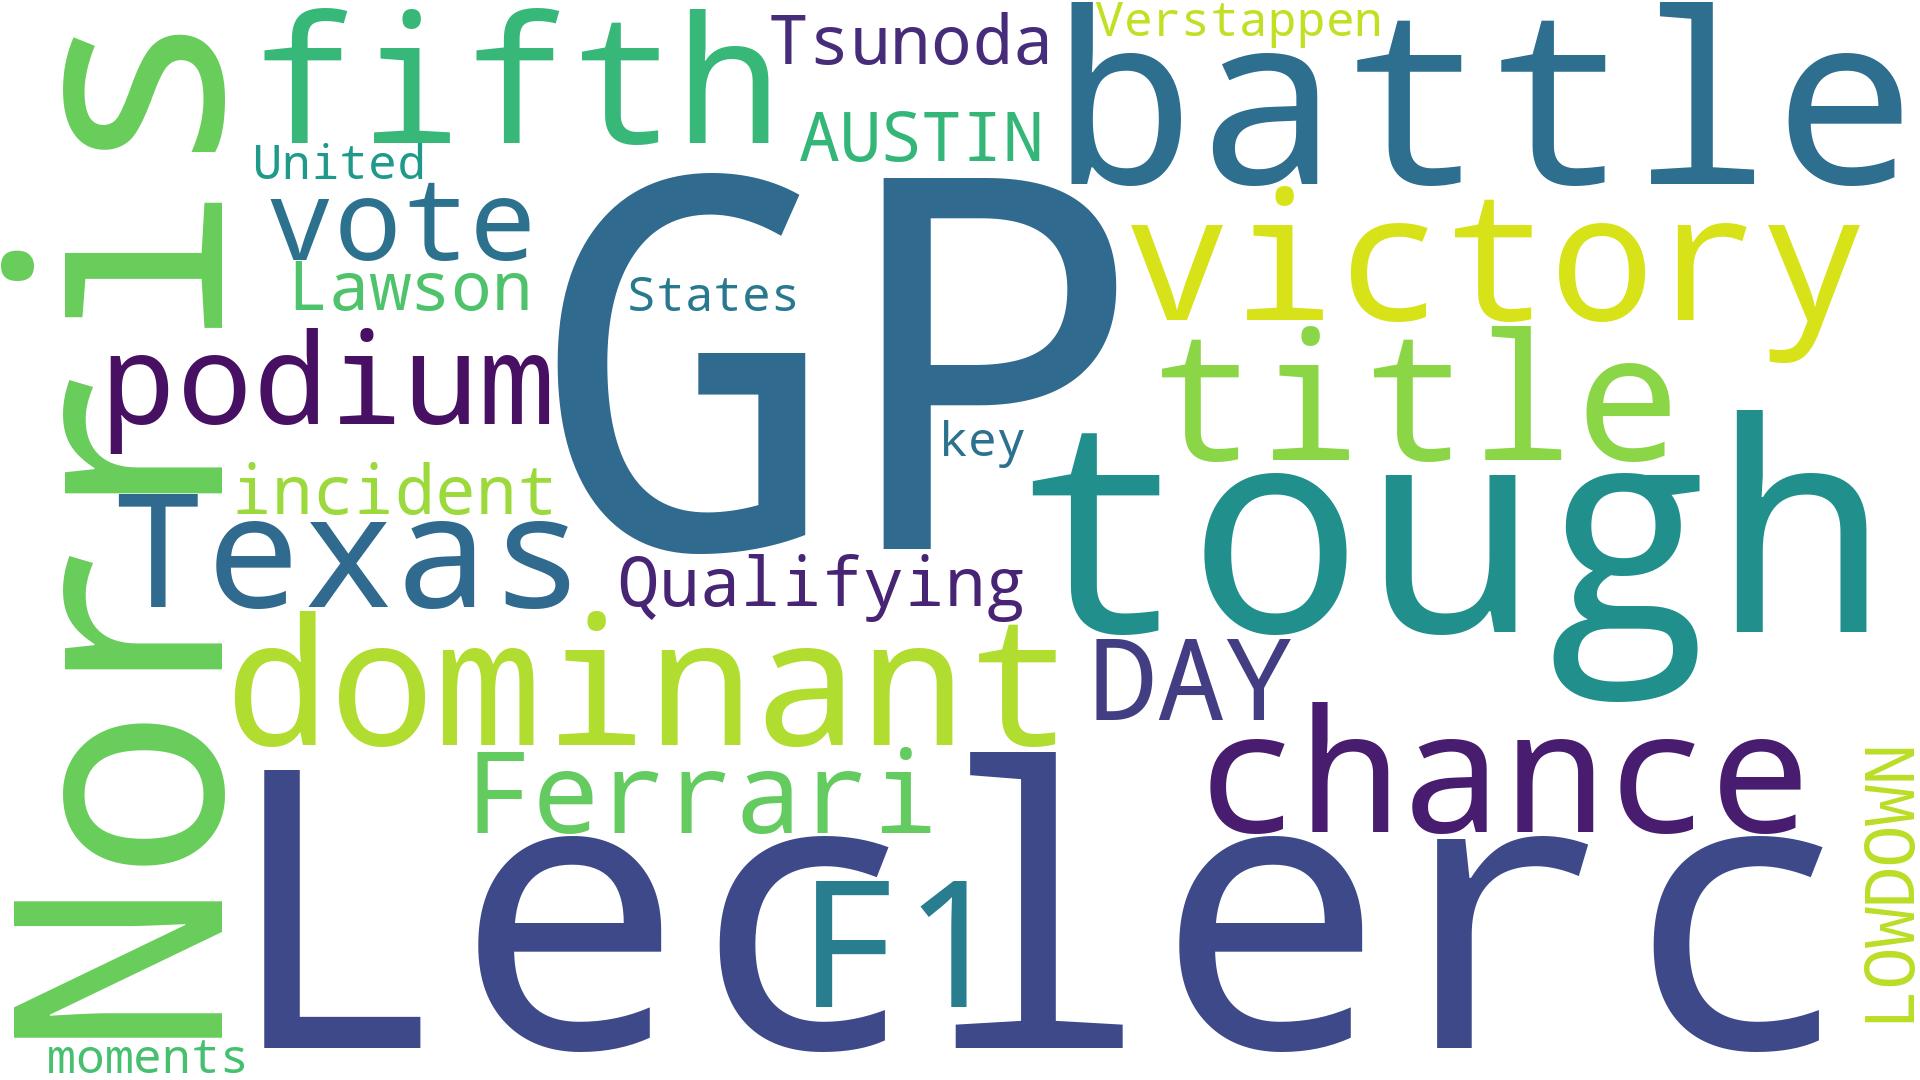 Norris
fifth
Tsunoda
Verstappen
battle
AUSTIN
United
vote
Lawson
States
GP
victory
podium
title
key
incident
Texas
tough
Qualifying
dominant
DAY
chance
Ferrari
Leclerc
F1
LOWDOWN
moments